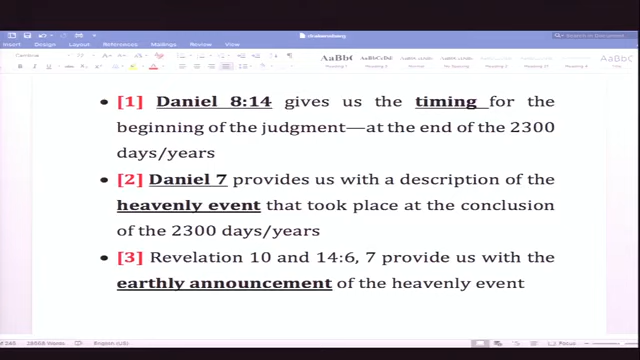 drakensberg
Insert Design Layout References Mailings Review View
• [1] Daniel 8:14 gives us the timing for the
beginning of the judgment—at the end of the 2300
days/years
• [2] Daniel 7 provides us with a description of the
heavenly event that took place at the conclusion
of the 2300 days/years
• [3] Revelation 10 and 14:6, 7 provide us with the
earthly announcement of the heavenly event
English (US) Focus